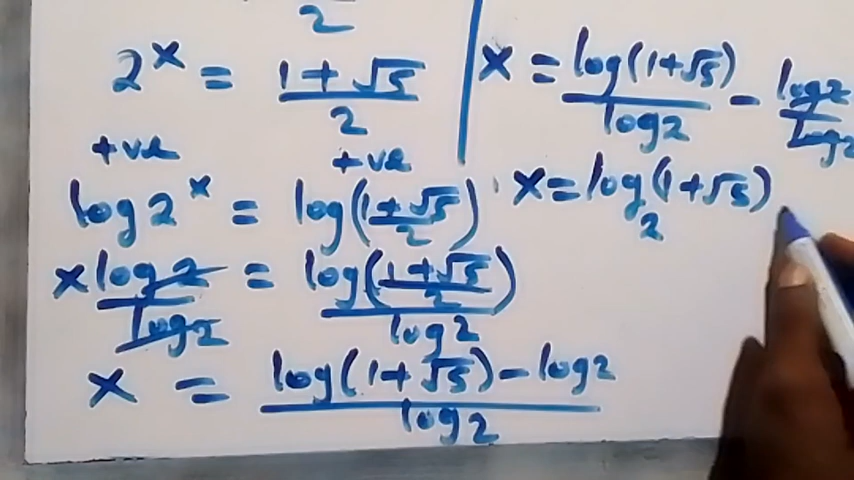 2
2^x = (1 + √5)/2
+ve +ve
log 2^x = log((1+√5)/2)
x log 2 / log 2 = log((1+√5)/2) / log 2
x = (log(1+√5) - log 2) / log 2
x = log(1+√5)/log 2 - log 2/log 2
x = log₂(1+√5)